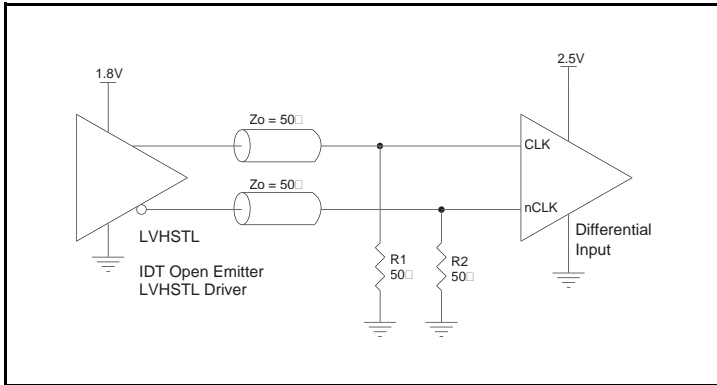 1.8V
2.5V
Zo = 50□
CLK
Zo = 50□
nCLK
LVHSTL
IDT Open Emitter
LVHSTL Driver
R1
50□
R2
50□
Differential
Input